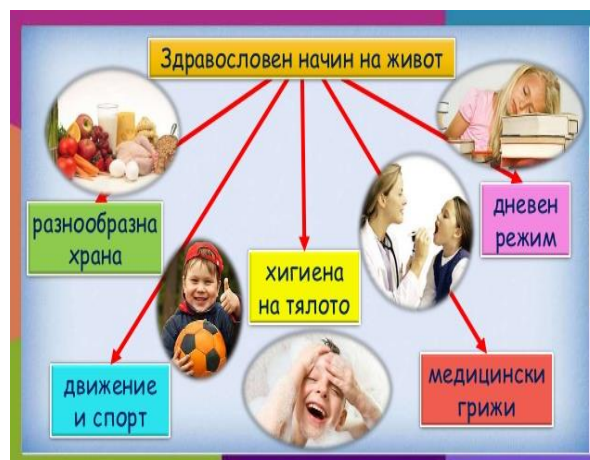 Здравословен начин на живот
разнообразна
храна
дневен
режим
хигиена
на тялото
движение
и спорт
медицински
грижи